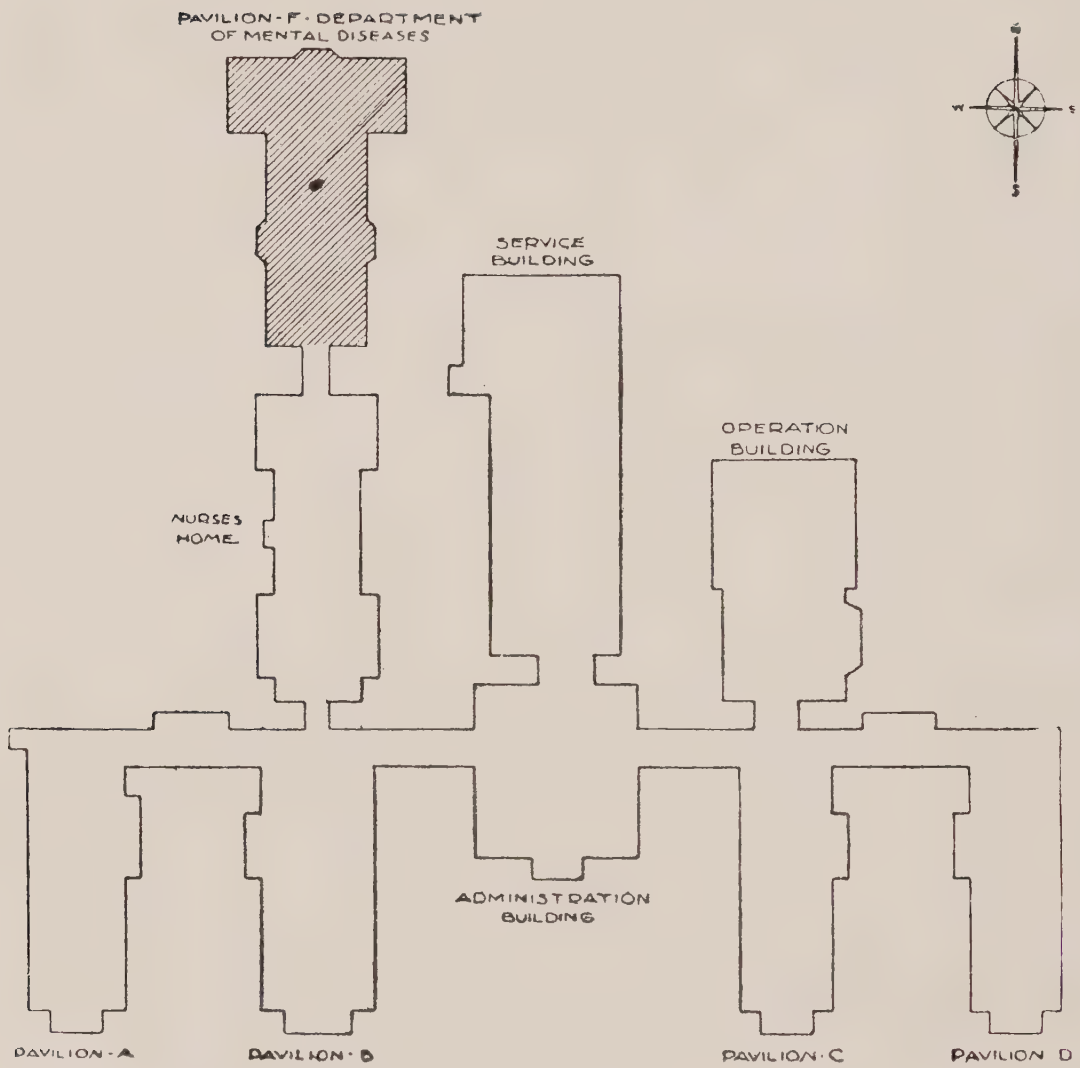 PAVILION-F-DEPARTMENT
OF MENTAL DISEASES
W
S
SERVICE
BUILDING
OPERATION
BUILDING
NURSES
HOME
ADMINISTRATION
BUILDING
PAVILION-A
PAVILION-B
PAVILION-C
PAVILION D